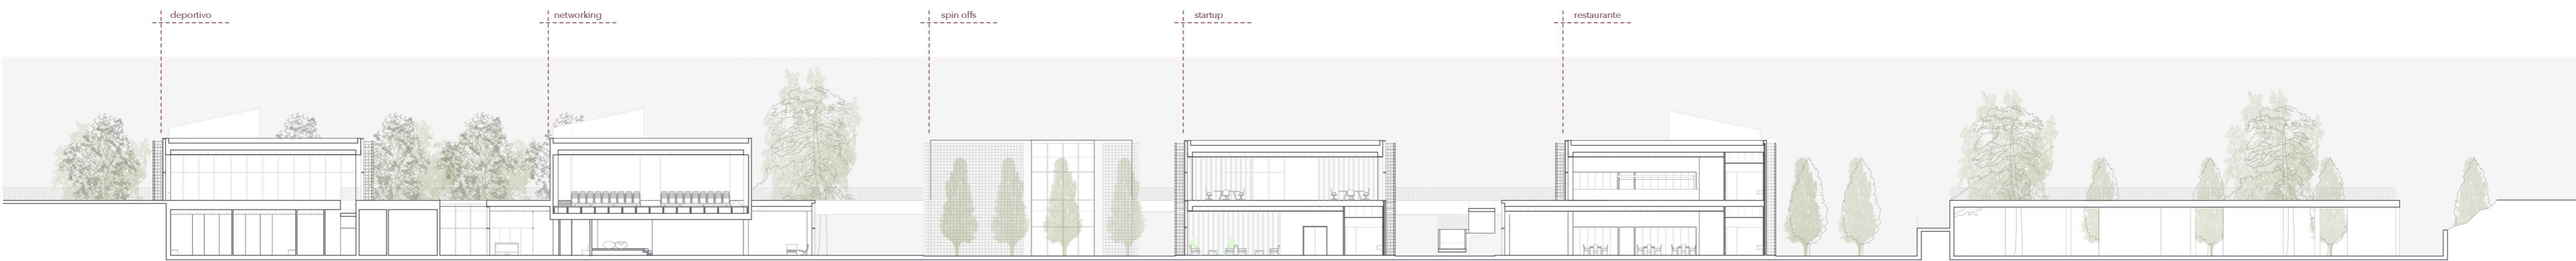 deportivo
networking
spin offs
startup
restaurante